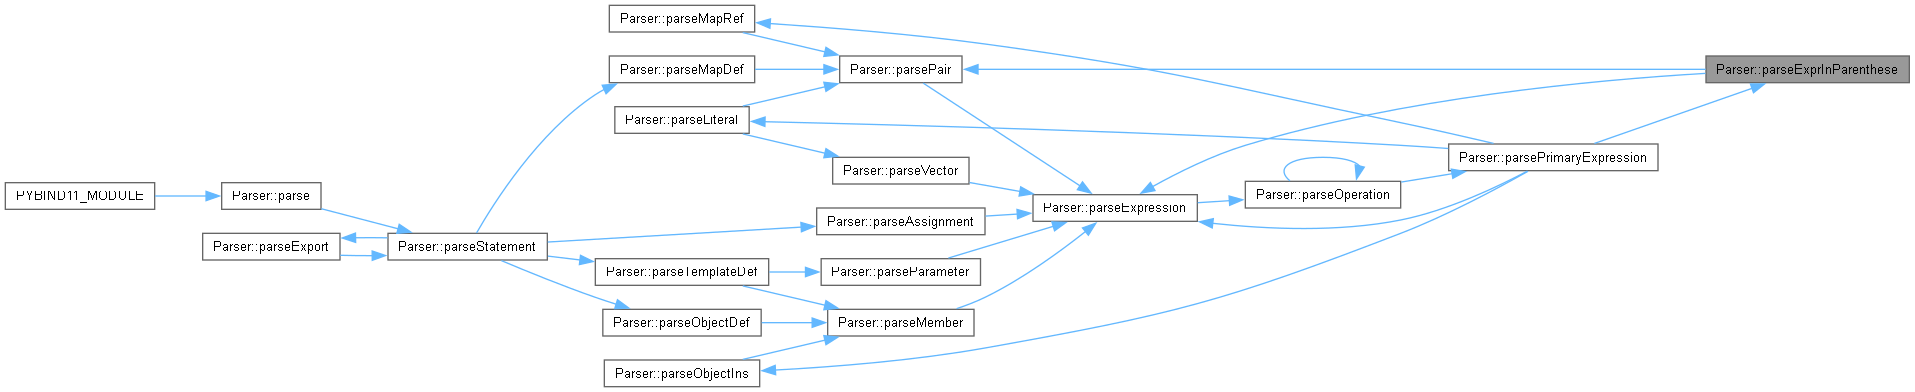 Parser::parseMapRef
Parser::parseMapDef
Parser::parsePair
Parser::parseExprInParenthese
Parser::parseLiteral
Parser::parsePrimaryExpression
Parser::parseVector
PYBIND11_MODULE
Parser::parse
Parser::parseOperation
Parser::parseExpression
Parser::parseAssignment
Parser::parseExport
Parser::parseStatement
Parser::parseTemplateDef
Parser::parseParameter
Parser::parseObjectDef
Parser::parseMember
Parser::parseObjectIns